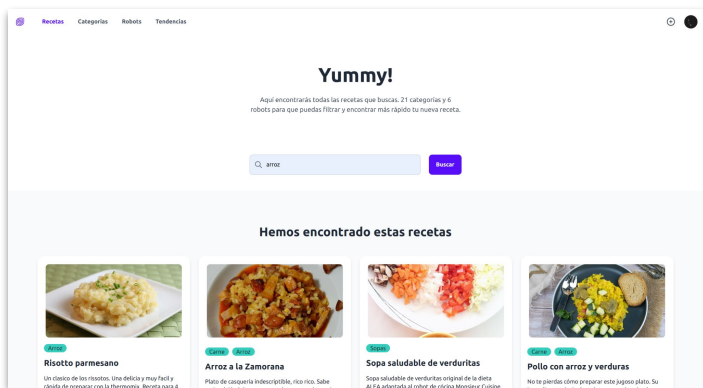 Recetas Categorías Robots Tendencias
Yummy!
Aquí encontrarás todas las recetas que buscas. 21 categorías y 6
robots para que puedas filtrar y encontrar más rápido tu nueva receta.
arroz
Buscar
Hemos encontrado estas recetas
Arroz
Risotto parmesano
Un clasico de los rissotos. Una delicia y muy facil y
rápida de preparar con la thermomix. Receta para 4
Carne Arroz
Arroz a la Zamorana
Plato de casquería indescriptible, rico rico. Sabe
Sopas
Sopa saludable de verduritas
Sopa saludable de verduritas original de la dieta
ALEA adaptada al robot de cocina Monsieur Cuisine
Carne Arroz
Pollo con arroz y verduras
No te pierdas cómo preparar este jugoso plato. Su